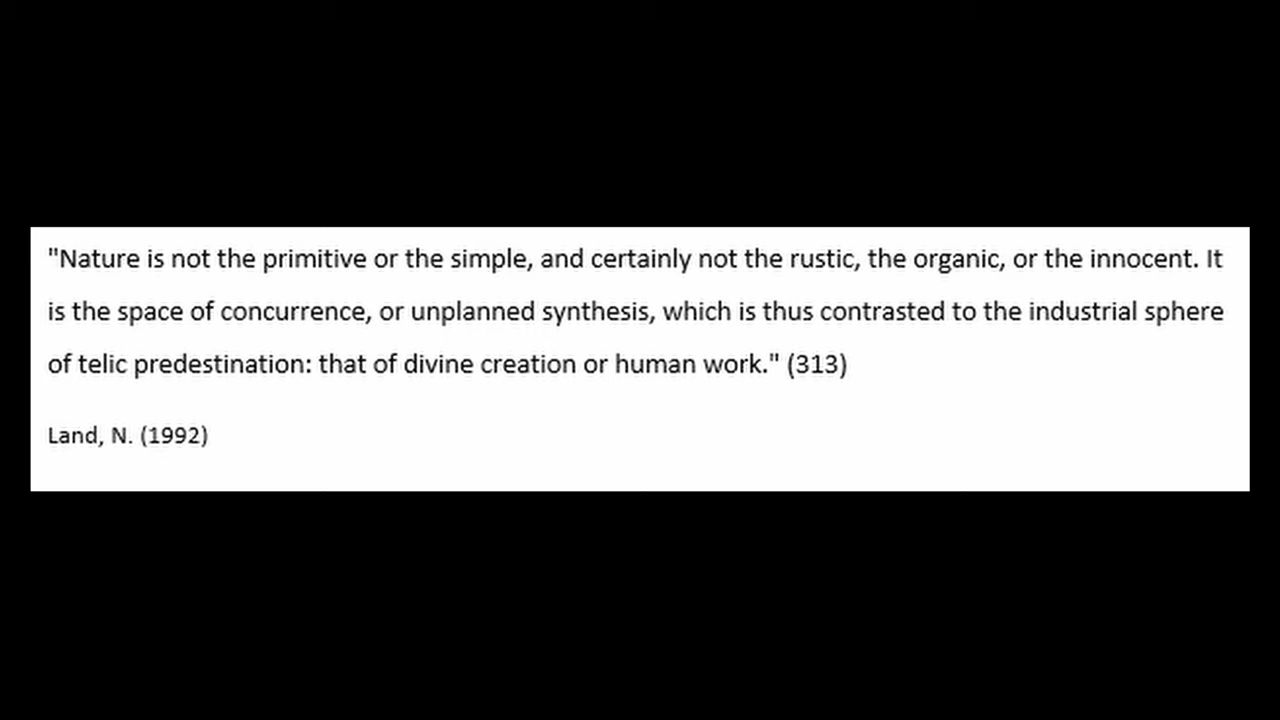 "Nature is not the primitive or the simple, and certainly not the rustic, the organic, or the innocent. It
is the space of concurrence, or unplanned synthesis, which is thus contrasted to the industrial sphere
of telic predestination: that of divine creation or human work." (313)
Land, N. (1992)